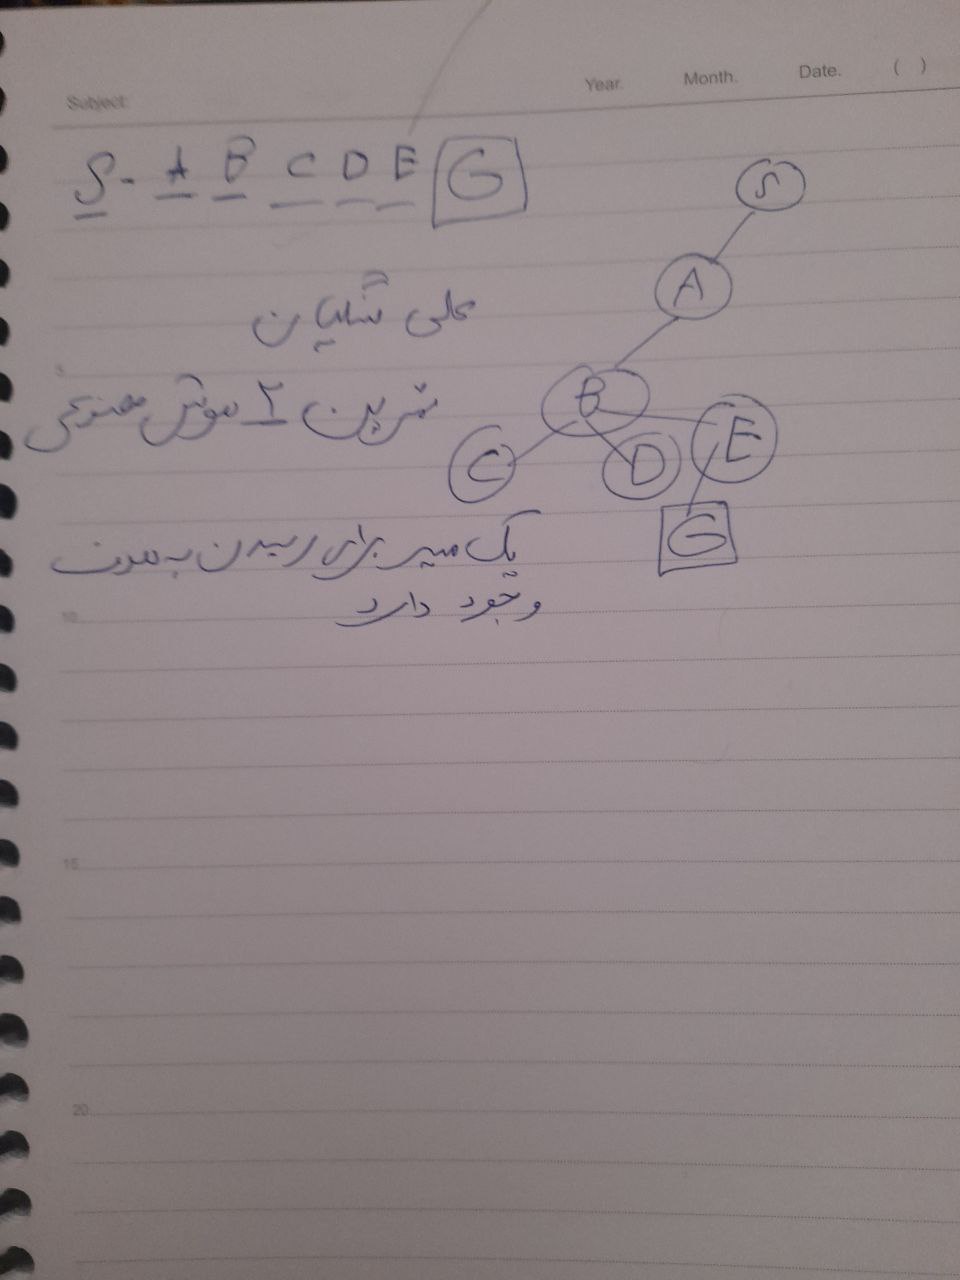 Subject:
Year. Month. Date. ( )
S - A B C D E G
علی
تمرین ۲ هوش مصنوعی
یک مسیر برای رسیدن به هدف
وجود دارد
S
A
B
C D E
G
5
10
15
20